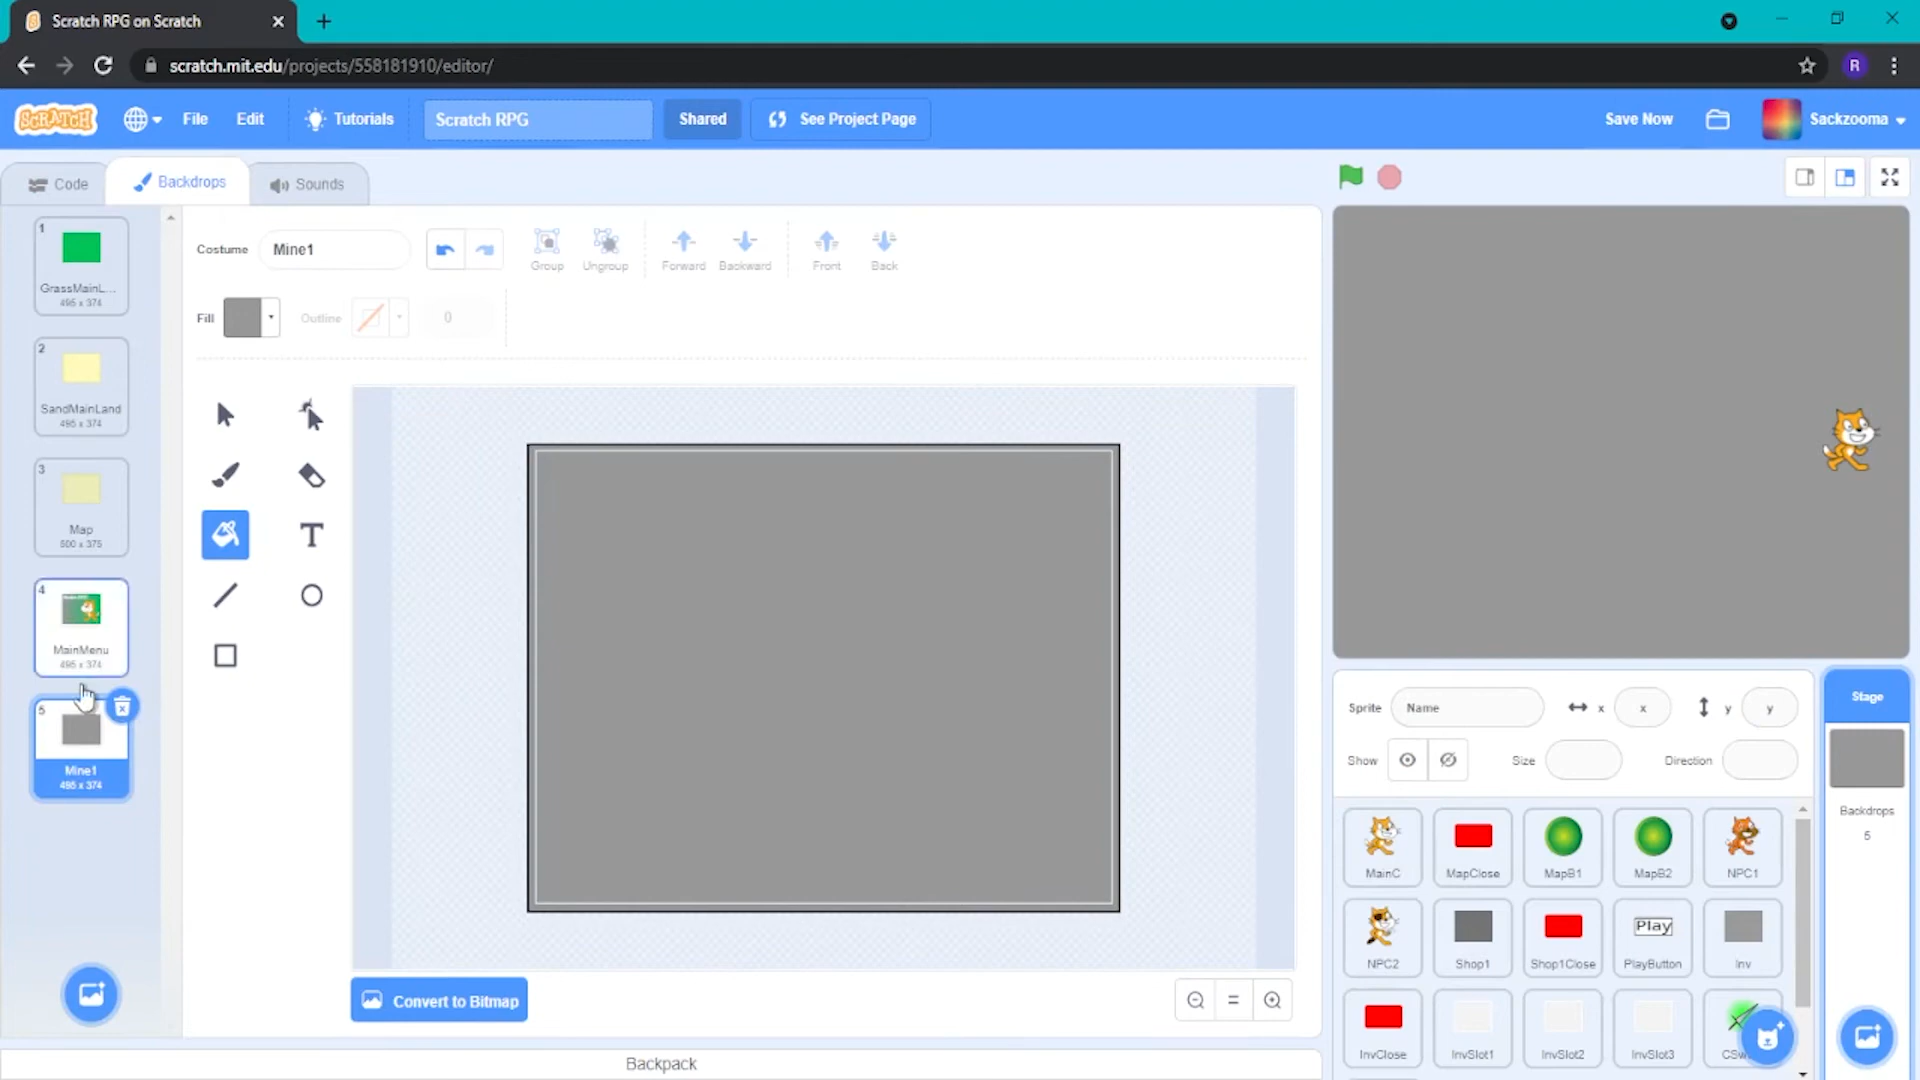 Scratch RPG on Scratch
scratch.mit.edu/projects/558181910/editor/
R
SCRATCH
File
Edit
Tutorials
Scratch RPG
Shared
See Project Page
Save Now
Sackzooma
Code
Backdrops
Sounds
1
GrassMainL...
495 x 374
2
SandMainLand
495 x 374
3
Map
500 x 375
4
MainMenu
495 x 374
5
Mine1
495 x 374
Costume
Mine1
Group
Ungroup
Forward
Backward
Front
Back
Fill
Outline
0
T
Convert to Bitmap
Backpack
Sprite
Name
x
x
y
y
Show
Size
Direction
MainC
MapClose
MapB1
MapB2
NPC1
NPC2
Shop1
Shop1Close
Play
PlayButton
Inv
InvClose
InvSlot1
InvSlot2
InvSlot3
Stage
Backdrops
5